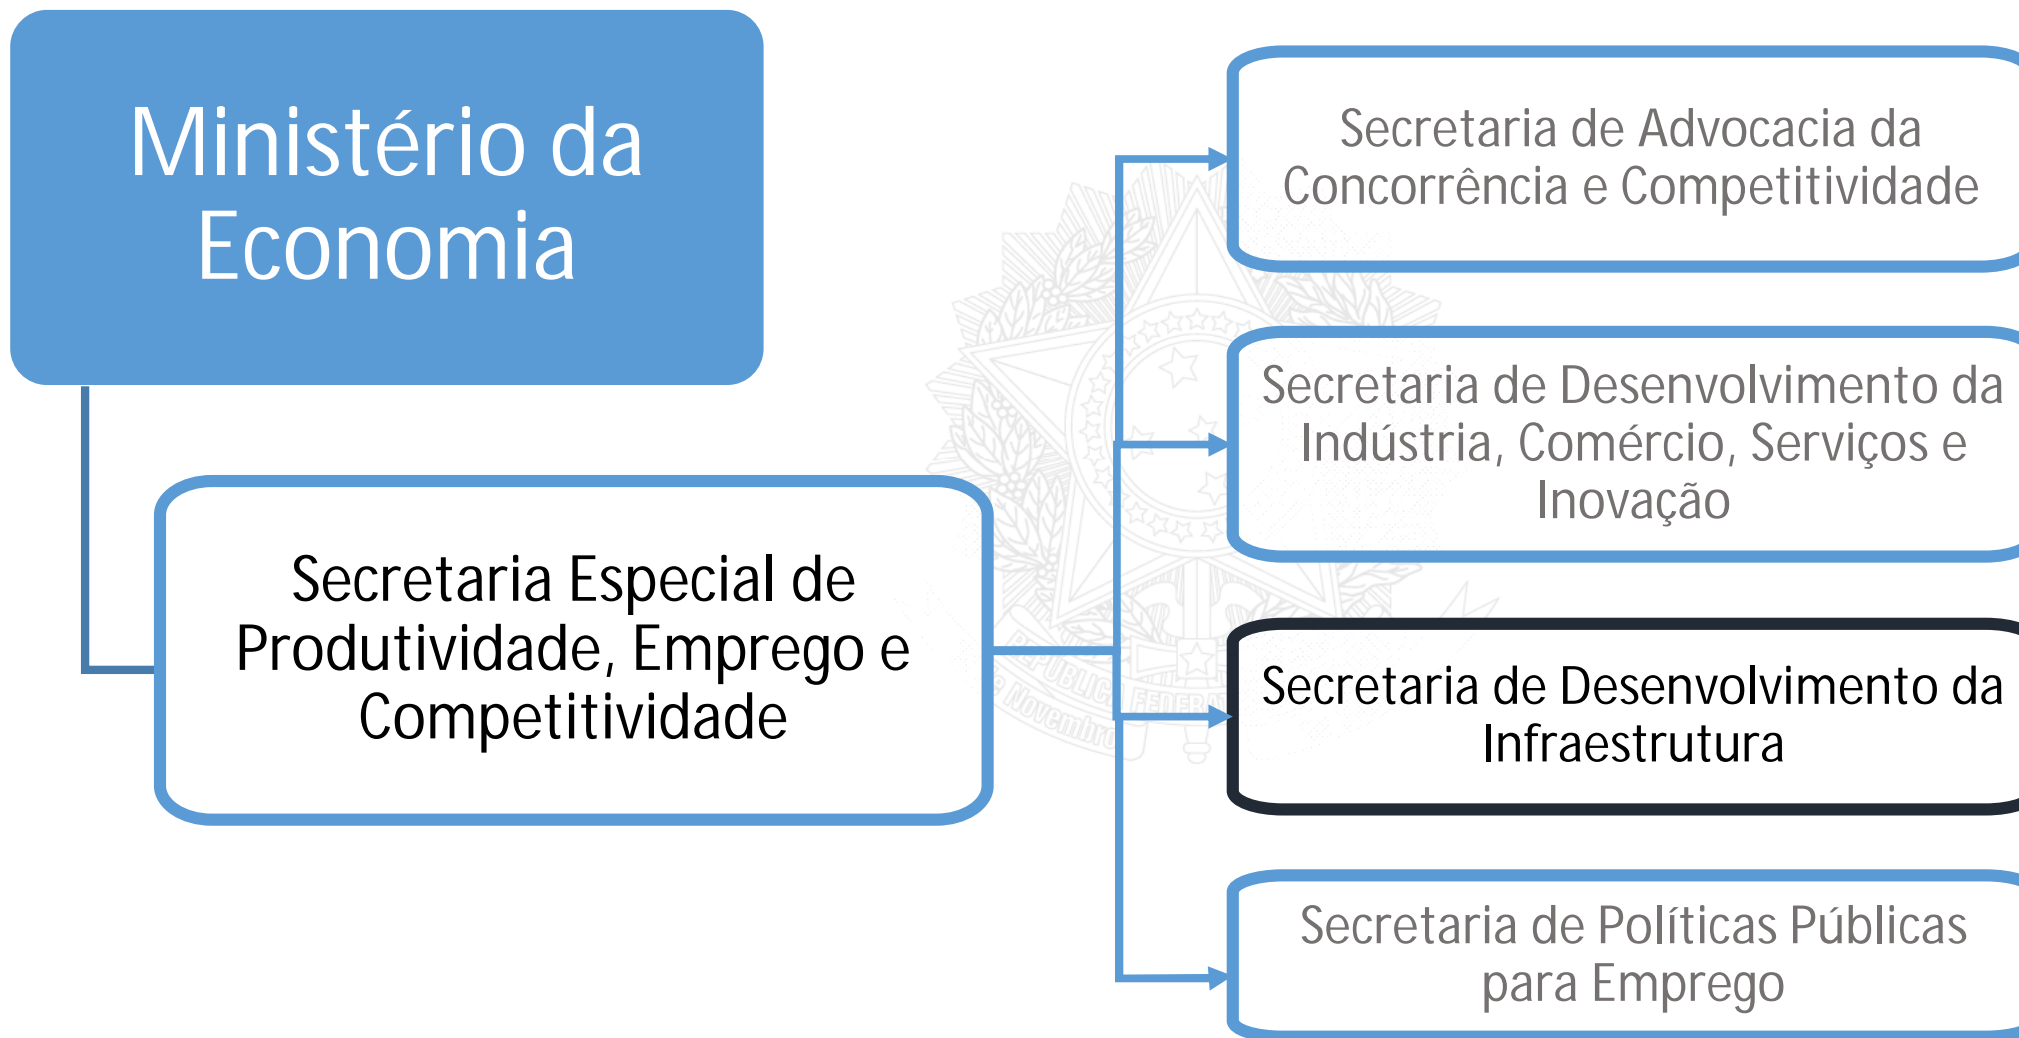 Ministério da
Economia
Secretaria Especial de
Produtividade, Emprego e
Competitividade
Secretaria de Advocacia da
Concorrência e Competitividade
Secretaria de Desenvolvimento da
Indústria, Comércio, Serviços e
Inovação
Secretaria de Desenvolvimento da
Infraestrutura
Secretaria de Políticas Públicas
para Emprego